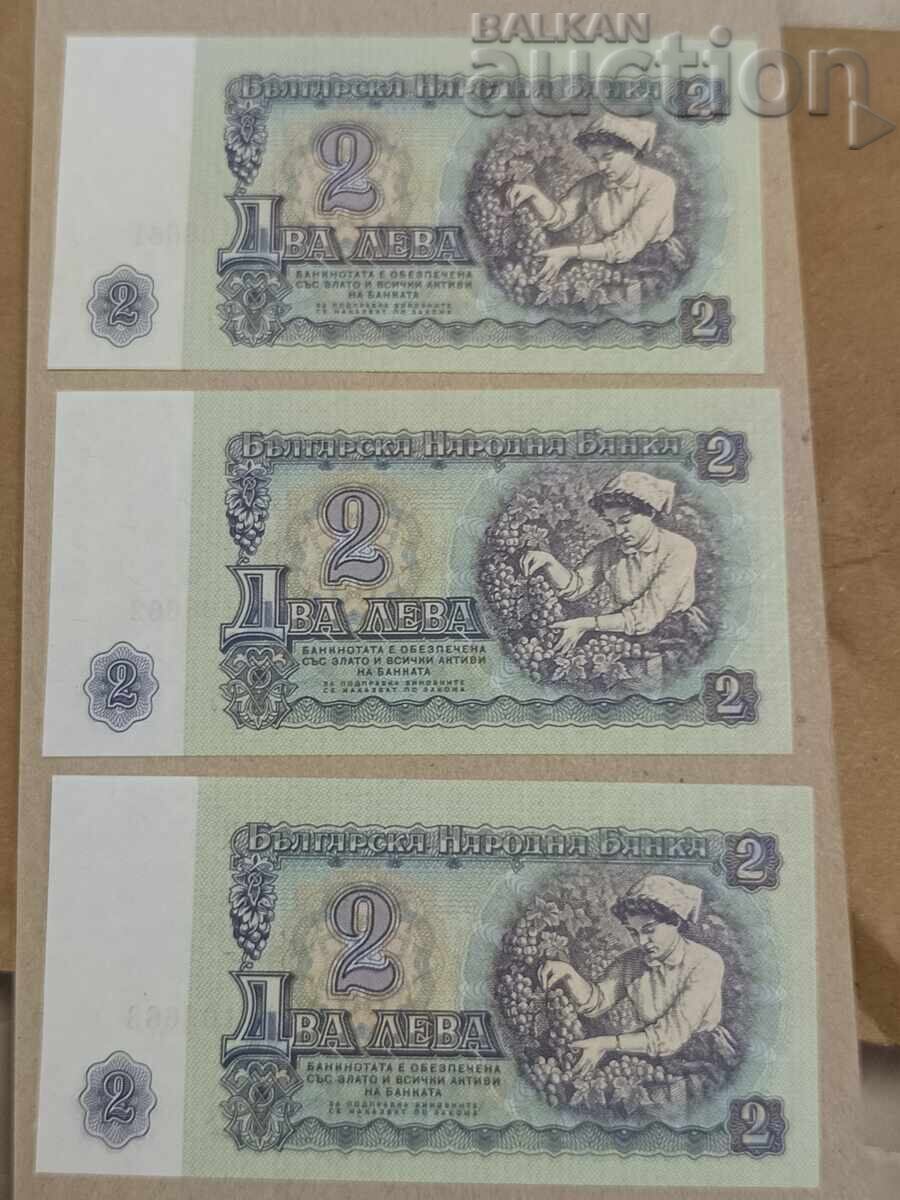 BALKAN
auction
БЪЛГАРСКА НАРОДНА БАНКА
2
2
ДВА ЛЕВА
БАНКНОТАТА Е ОБЕЗПЕЧЕНА
СЪС ЗЛАТО И ВСИЧКИ АКТИВИ
НА БАНКАТА
ЗА ПОДПРАВКА ВИНОВНИТЕ
СЕ НАКАЗВАТ ПО ЗАКОНА
2
2
БЪЛГАРСКА НАРОДНА БАНКА
2
2
ДВА ЛЕВА
БАНКНОТАТА Е ОБЕЗПЕЧЕНА
СЪС ЗЛАТО И ВСИЧКИ АКТИВИ
НА БАНКАТА
ЗА ПОДПРАВКА ВИНОВНИТЕ
СЕ НАКАЗВАТ ПО ЗАКОНА
2
2
БЪЛГАРСКА НАРОДНА БАНКА
2
2
ДВА ЛЕВА
БАНКНОТАТА Е ОБЕЗПЕЧЕНА
СЪС ЗЛАТО И ВСИЧКИ АКТИВИ
НА БАНКАТА
ЗА ПОДПРАВКА ВИНОВНИТЕ
СЕ НАКАЗВАТ ПО ЗАКОНА
2
2